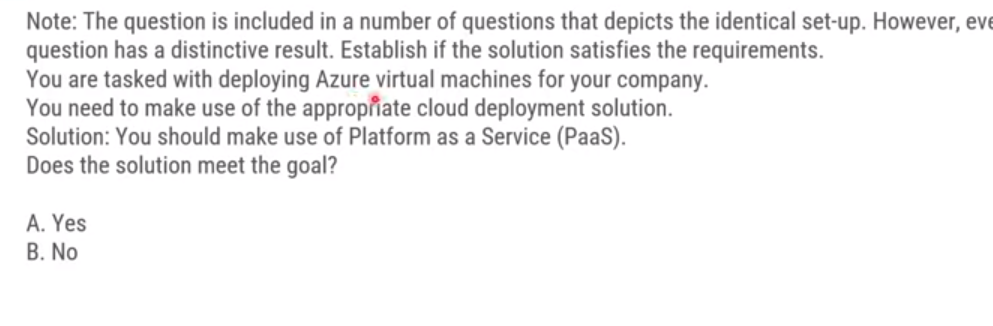 Note: The question is included in a number of questions that depicts the identical set-up. However, eve
question has a distinctive result. Establish if the solution satisfies the requirements.
You are tasked with deploying Azure virtual machines for your company.
You need to make use of the appropriate cloud deployment solution.
Solution: You should make use of Platform as a Service (PaaS).
Does the solution meet the goal?
A. Yes
B. No